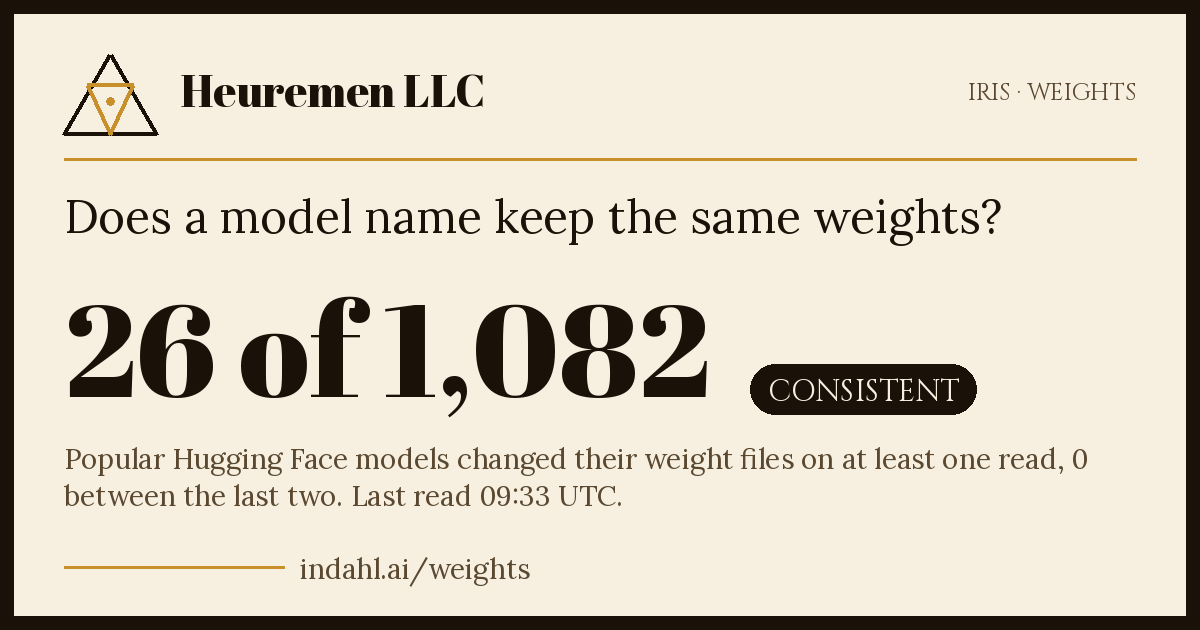 Heuremen LLC
IRIS · WEIGHTS
Does a model name keep the same weights?
26 of 1,082
CONSISTENT
Popular Hugging Face models changed their weight files on at least one read, 0
between the last two. Last read 09:33 UTC.
indahl.ai/weights